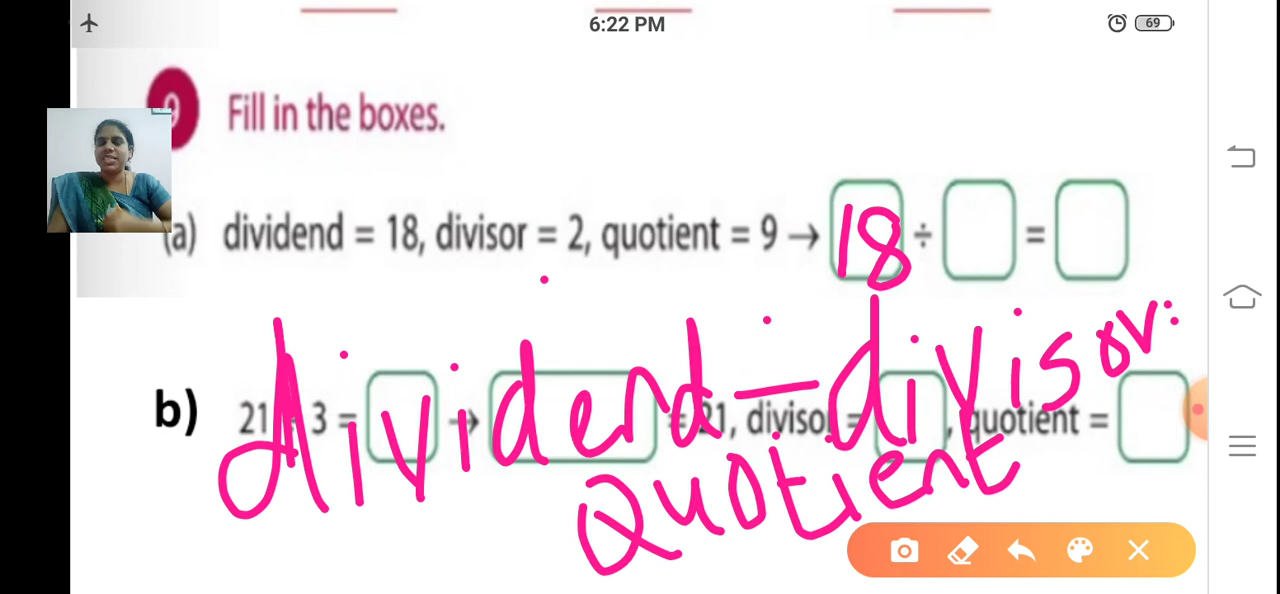 6:22 PM 69
9 Fill in the boxes.
(a) dividend = 18, divisor = 2, quotient = 9 → 18 ÷ =
dividend – divisor
b) 21 ÷ 3 = → = 21, divisor = , quotient =
quotient